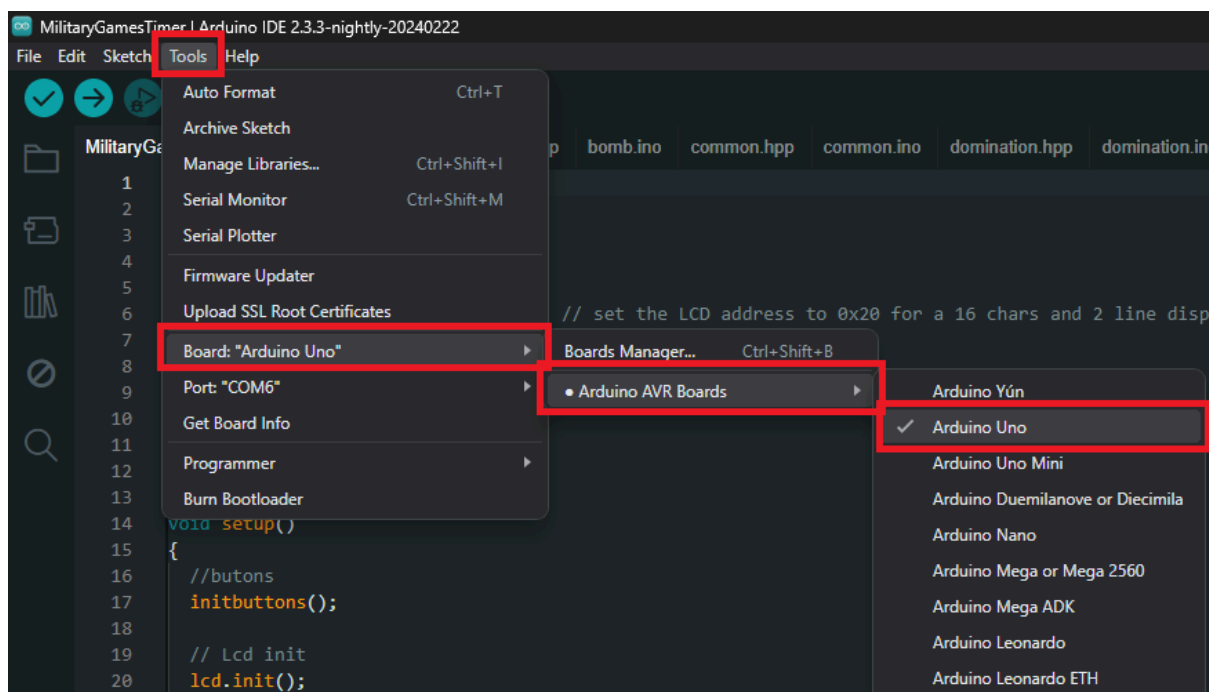 MilitaryGamesTimer | Arduino IDE 2.3.3-nightly-20240222
File Edit Sketch Tools Help
Auto Format Ctrl+T
Archive Sketch
Manage Libraries... Ctrl+Shift+I
Serial Monitor Ctrl+Shift+M
Serial Plotter
Firmware Updater
Upload SSL Root Certificates
Board: "Arduino Uno"
Port: "COM6"
Get Board Info
Programmer
Burn Bootloader
Boards Manager... Ctrl+Shift+B
• Arduino AVR Boards
Arduino Yún
Arduino Uno
Arduino Uno Mini
Arduino Duemilanove or Diecimila
Arduino Nano
Arduino Mega or Mega 2560
Arduino Mega ADK
Arduino Leonardo
Arduino Leonardo ETH
MilitaryGa p bomb.ino common.hpp common.ino domination.hpp domination.in
1
2
3
4
5
6 // set the LCD address to 0x20 for a 16 chars and 2 line disp
7
8
9
10
11
12
13
14 void setup()
15 {
16 //butons
17 initbuttons();
18
19 // Lcd init
20 lcd.init();